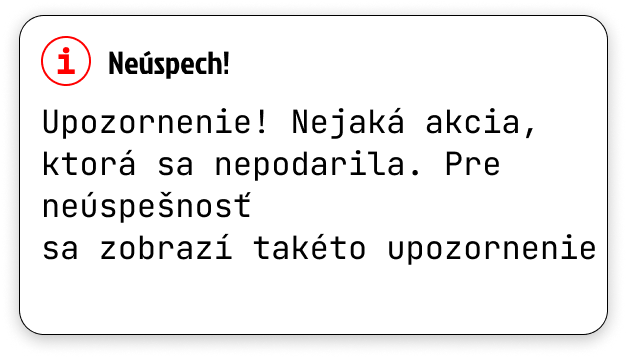 i Neúspech!
Upozornenie! Nejaká akcia,
ktorá sa nepodarila. Pre
neúspešnosť
sa zobrazí takéto upozornenie